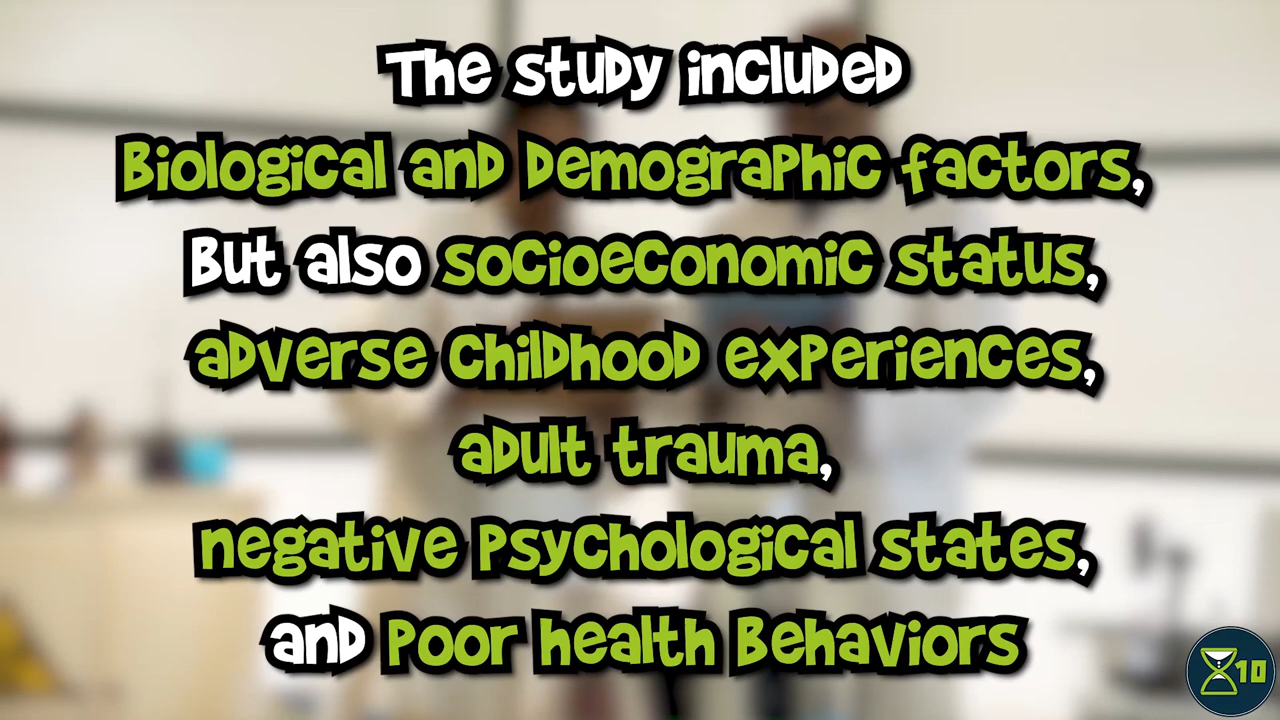 The study included
Biological and Demographic factors,
But also socioeconomic status,
adverse childhood experiences,
adult trauma,
negative psychological states,
and Poor health Behaviors
10